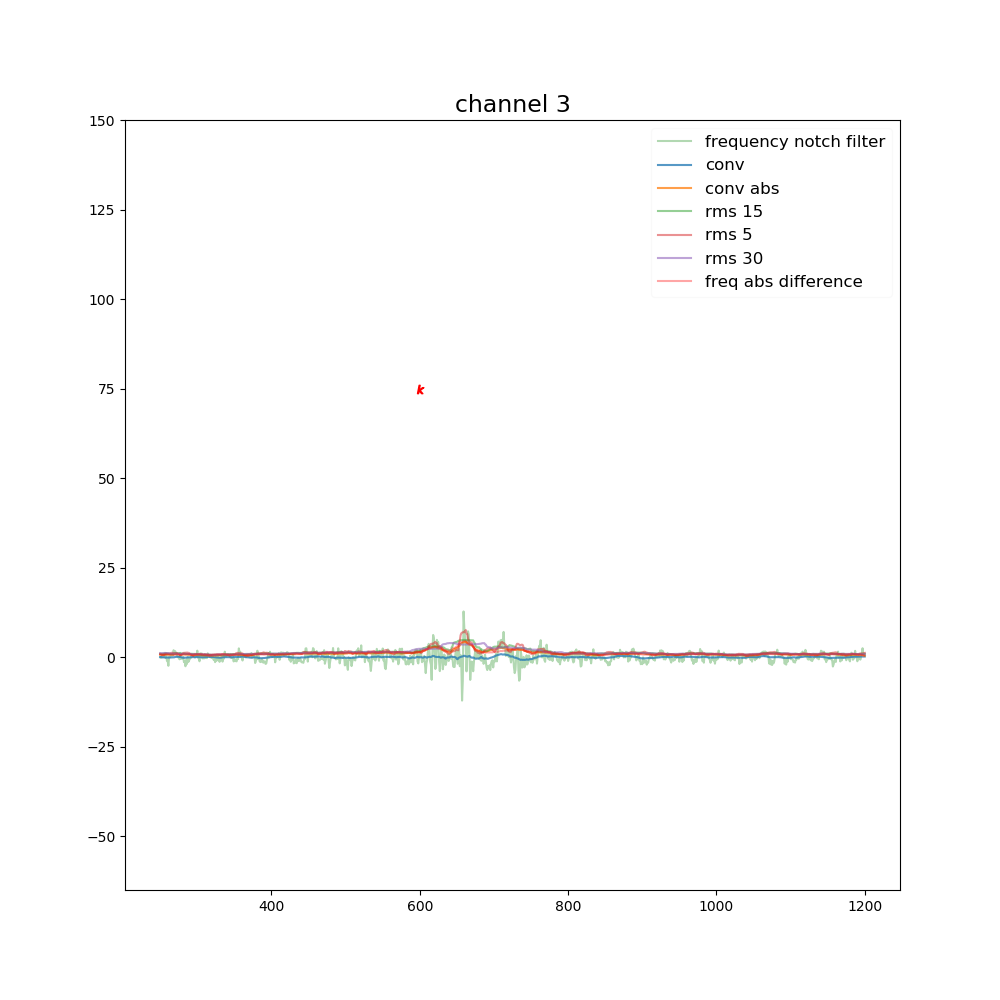 channel 3
150
125
100
75
50
25
0
−25
−50
frequency notch filter
conv
conv abs
rms 15
rms 5
rms 30
freq abs difference
k
400 600 800 1000 1200